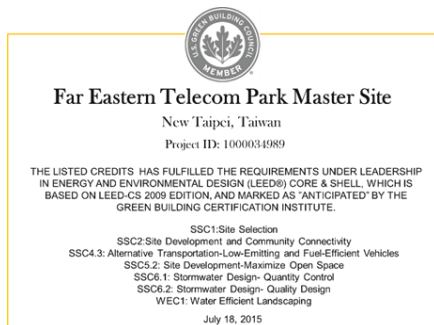 U.S. GREEN BUILDING COUNCIL
MEMBER
Far Eastern Telecom Park Master Site
New Taipei, Taiwan
Project ID: 1000034989
THE LISTED CREDITS HAS FULFILLED THE REQUIREMENTS UNDER LEADERSHIP
IN ENERGY AND ENVIRONMENTAL DESIGN (LEED®) CORE & SHELL, WHICH IS
BASED ON LEED-CS 2009 EDITION, AND MARKED AS "ANTICIPATED" BY THE
GREEN BUILDING CERTIFICATION INSTITUTE.
SSC1:Site Selection
SSC2:Site Development and Community Connectivity
SSC4.3: Alternative Transportation-Low-Emitting and Fuel-Efficient Vehicles
SSC5.2: Site Development-Maximize Open Space
SSC6.1: Stormwater Design- Quantity Control
SSC6.2: Stormwater Design- Quality Design
WEC1: Water Efficient Landscaping
July 18, 2015